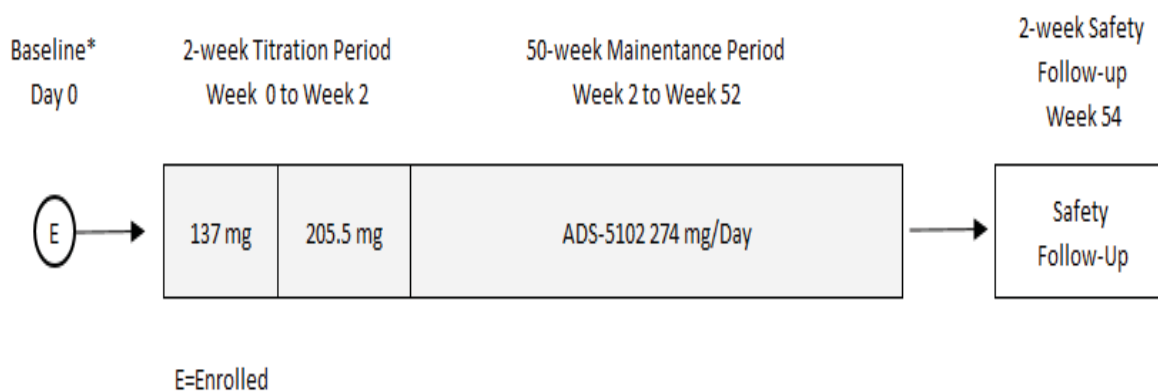 Baseline*
Day 0
2-week Titration Period
Week 0 to Week 2
50-week Mainentance Period
Week 2 to Week 52
2-week Safety
Follow-up
Week 54
E
137 mg
205.5 mg
ADS-5102 274 mg/Day
Safety
Follow-Up
E=Enrolled